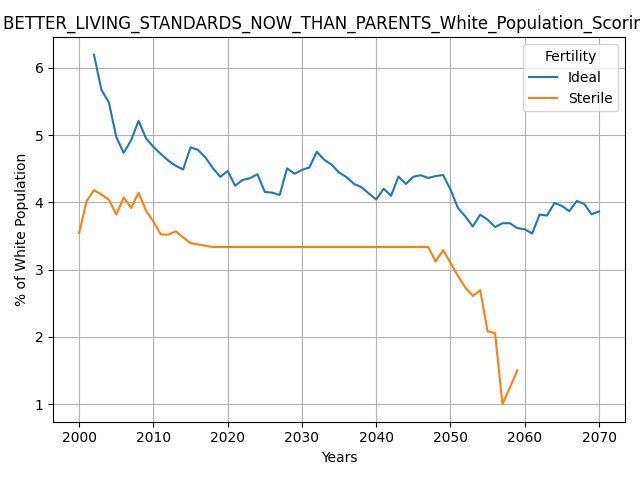 BETTER_LIVING_STANDARDS_NOW_THAN_PARENTS_White_Population_Scorin
Fertility
Ideal
Sterile
% of White Population
6
5
4
3
2
1
2000 2010 2020 2030 2040 2050 2060 2070
Years